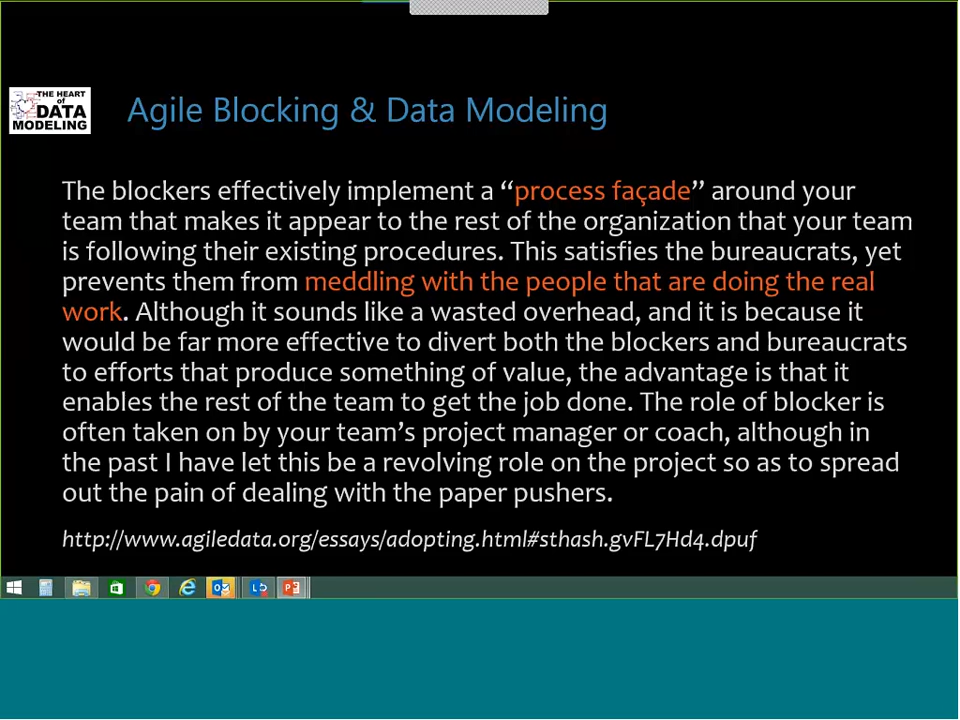 THE HEART
of
DATA
MODELING
Agile Blocking & Data Modeling
The blockers effectively implement a “process façade” around your
team that makes it appear to the rest of the organization that your team
is following their existing procedures. This satisfies the bureaucrats, yet
prevents them from meddling with the people that are doing the real
work. Although it sounds like a wasted overhead, and it is because it
would be far more effective to divert both the blockers and bureaucrats
to efforts that produce something of value, the advantage is that it
enables the rest of the team to get the job done. The role of blocker is
often taken on by your team’s project manager or coach, although in
the past I have let this be a revolving role on the project so as to spread
out the pain of dealing with the paper pushers.
http://www.agiledata.org/essays/adopting.html#sthash.gvFL7Hd4.dpuf